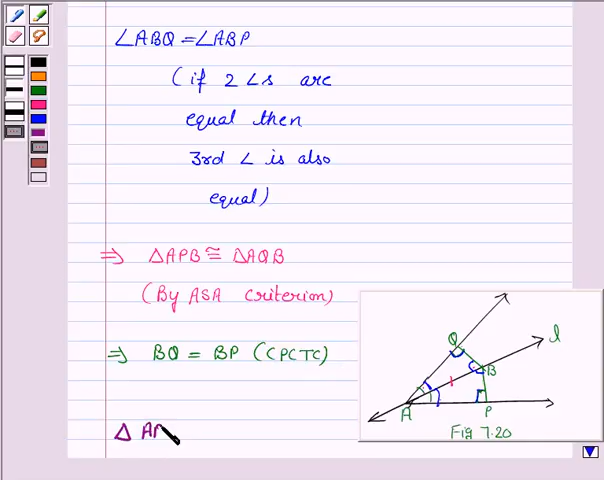 ∠ABQ = ∠ABP
(if 2 ∠s are
equal then
3rd ∠ is also
equal)
⇒ ΔAPB ≅ ΔAQB
(By ASA criterion)
⇒ BQ = BP (CPCTC)
l
Q
B
A
P
Fig 7.20
Δ AP